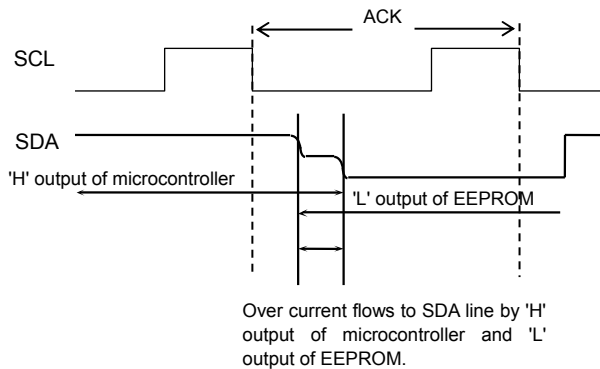 ACK
SCL
SDA
'H' output of microcontroller
'L' output of EEPROM
Over current flows to SDA line by 'H'
output of microcontroller and 'L'
output of EEPROM.